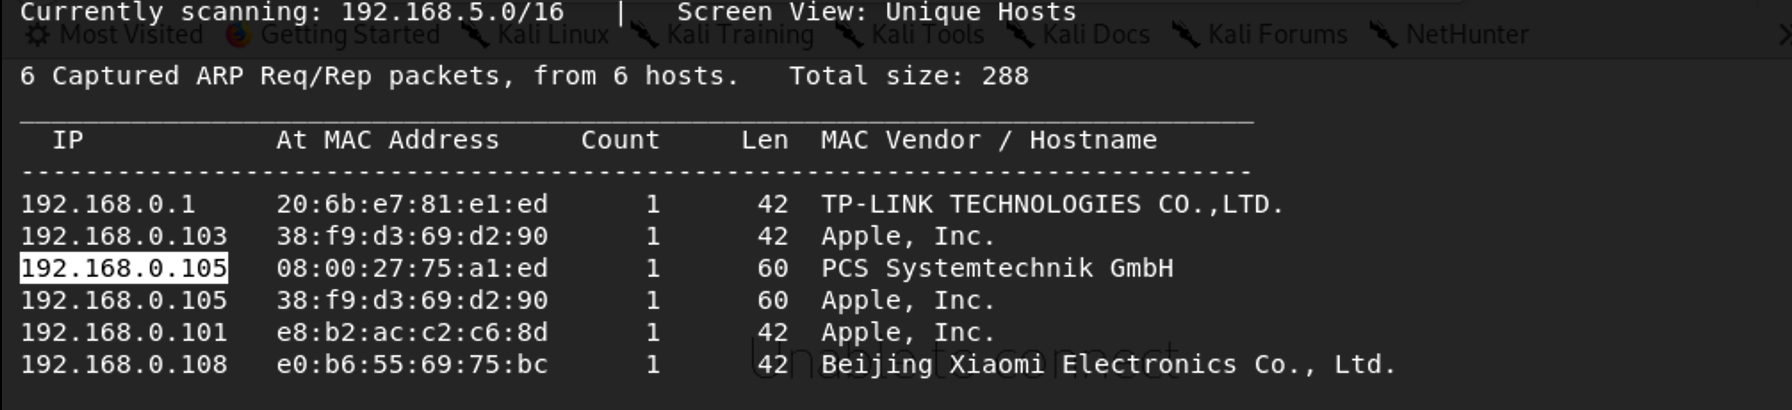 Currently scanning: 192.168.5.0/16   |   Screen View: Unique Hosts
Most Visited Getting Started Kali Linux Kali Training Kali Tools Kali Docs Kali Forums NetHunter
6 Captured ARP Req/Rep packets, from 6 hosts.   Total size: 288
_____________________________________________________________________________
  IP            At MAC Address     Count     Len  MAC Vendor / Hostname
-----------------------------------------------------------------------------
192.168.0.1     20:6b:e7:81:e1:ed      1      42  TP-LINK TECHNOLOGIES CO.,LTD.
192.168.0.103   38:f9:d3:69:d2:90      1      42  Apple, Inc.
192.168.0.105   08:00:27:75:a1:ed      1      60  PCS Systemtechnik GmbH
192.168.0.105   38:f9:d3:69:d2:90      1      60  Apple, Inc.
192.168.0.101   e8:b2:ac:c2:c6:8d      1      42  Apple, Inc.
192.168.0.108   e0:b6:55:69:75:bc      1      42  Beijing Xiaomi Electronics Co., Ltd.
Unable to connect